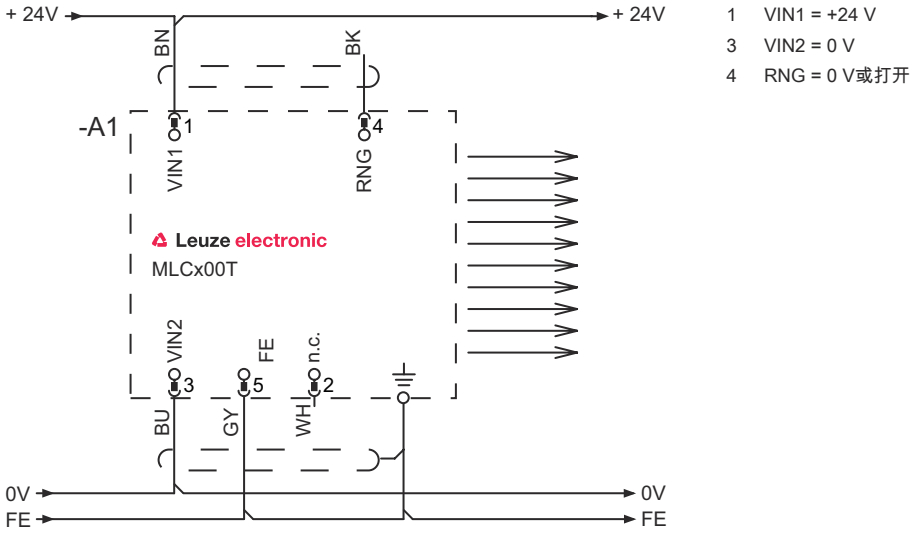 + 24V
+ 24V
1 VIN1 = +24 V
3 VIN2 = 0 V
4 RNG = 0 V或打开
BN
BK
-A1
1
4
VIN1
RNG
Leuze electronic
MLCx00T
VIN2
FE
n.c.
3
5
2
BU
GY
WH
0V
0V
FE
FE